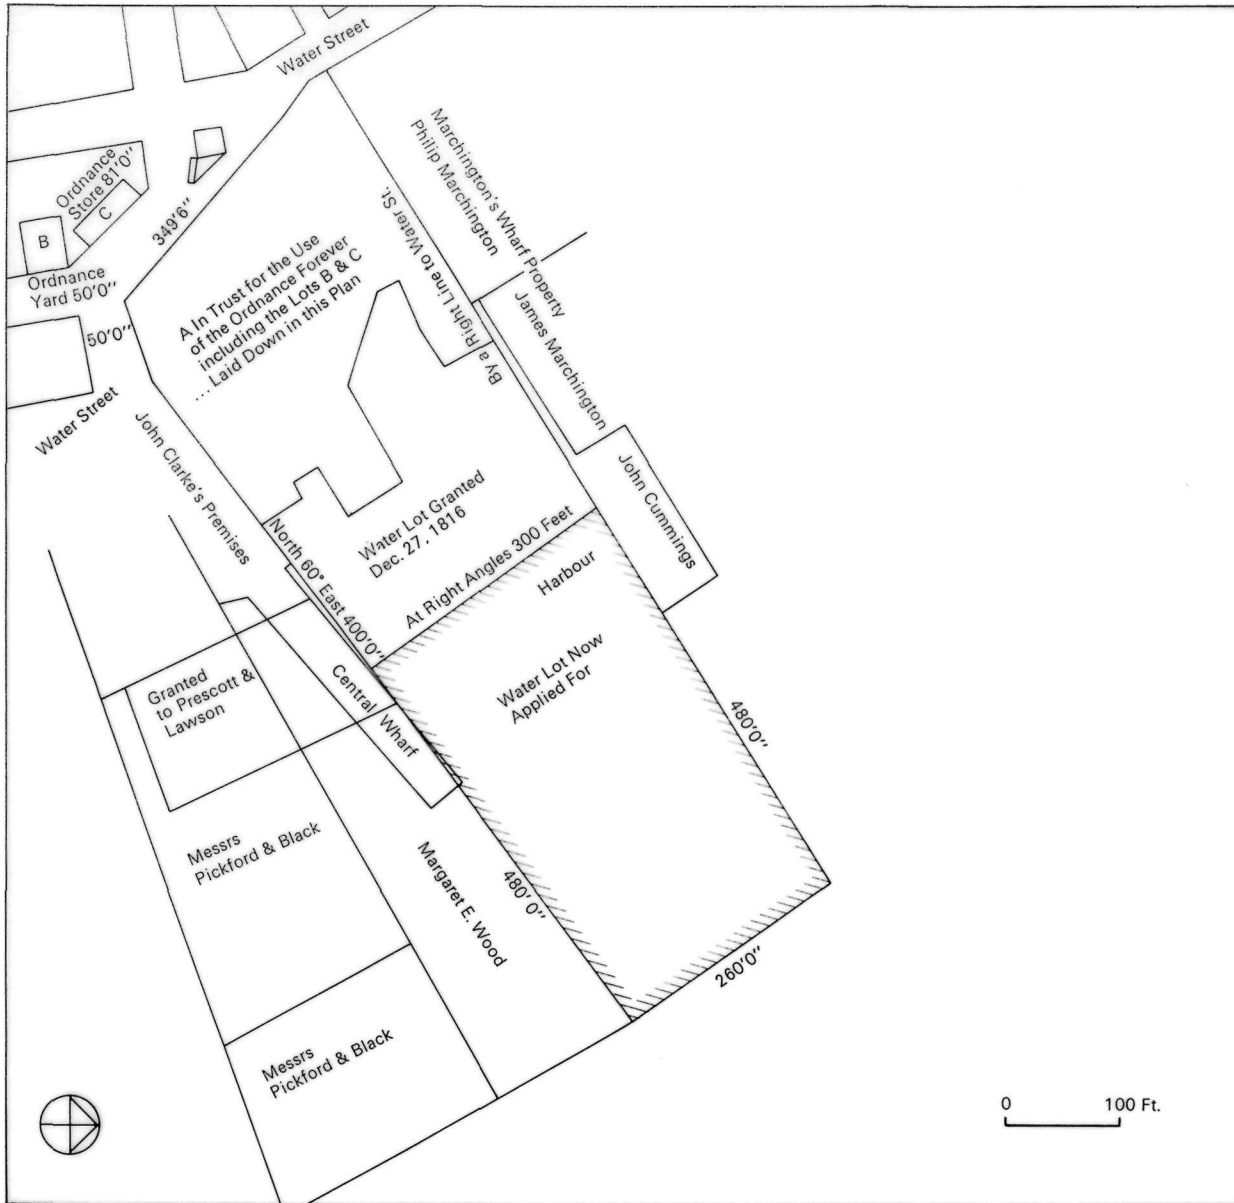 Water Street
Marchington's Wharf Property
Philip Marchington
Ordnance
Store 81'0"
C
B
349'6"
Ordnance
Yard 50'0"
50'0"
Water Street
A In Trust for the Use
of the Ordnance Forever
including the Lots B & C
... Laid Down in this Plan
By a Right Line to Water St.
James Marchington
John Cummings
John Clarke's Premises
Water Lot Granted
Dec. 27, 1816
North 60° East 400'0"
At Right Angles 300 Feet
Harbour
Water Lot Now
Applied For
Granted
to Prescott &
Lawson
Central
Wharf
480'0"
Messrs
Pickford & Black
Margaret E. Wood
480'0"
260'0"
Messrs
Pickford & Black
0 100 Ft.